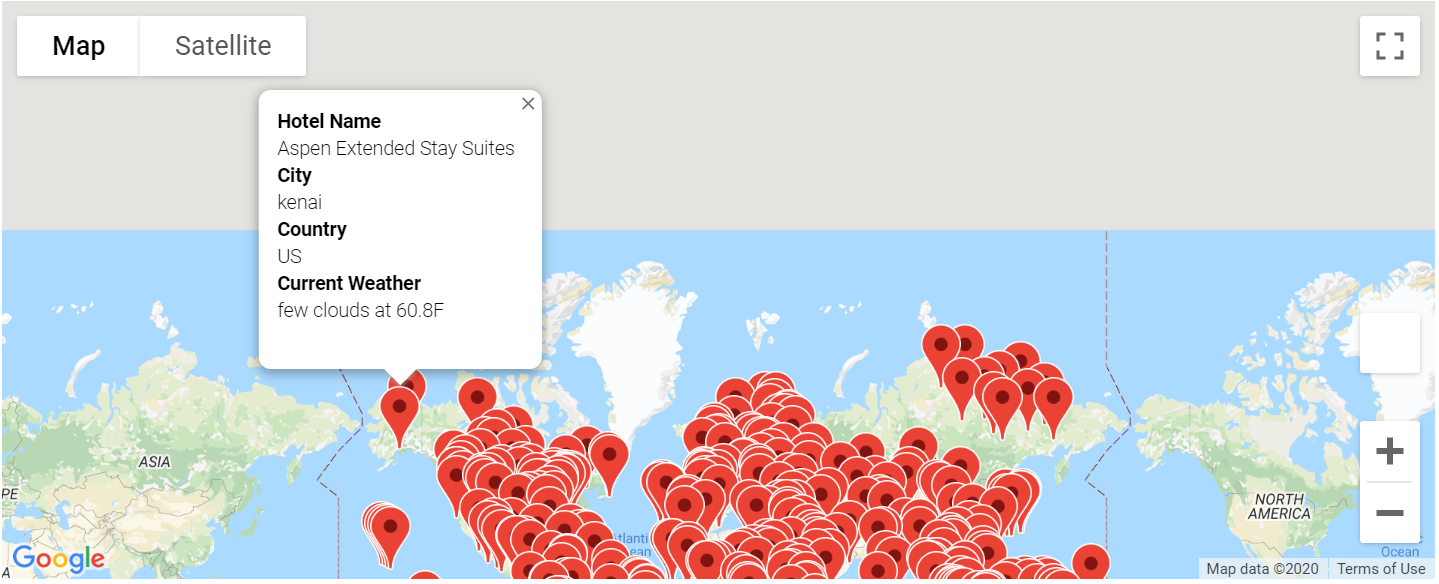 Map
Satellite
Hotel Name
Aspen Extended Stay Suites
City
kenai
Country
US
Current Weather
few clouds at 60.8F
ASIA
PE
NORTH
AMERICA
tlanti
ean
Ocean
Google
A
Map data ©2020
Terms of Use